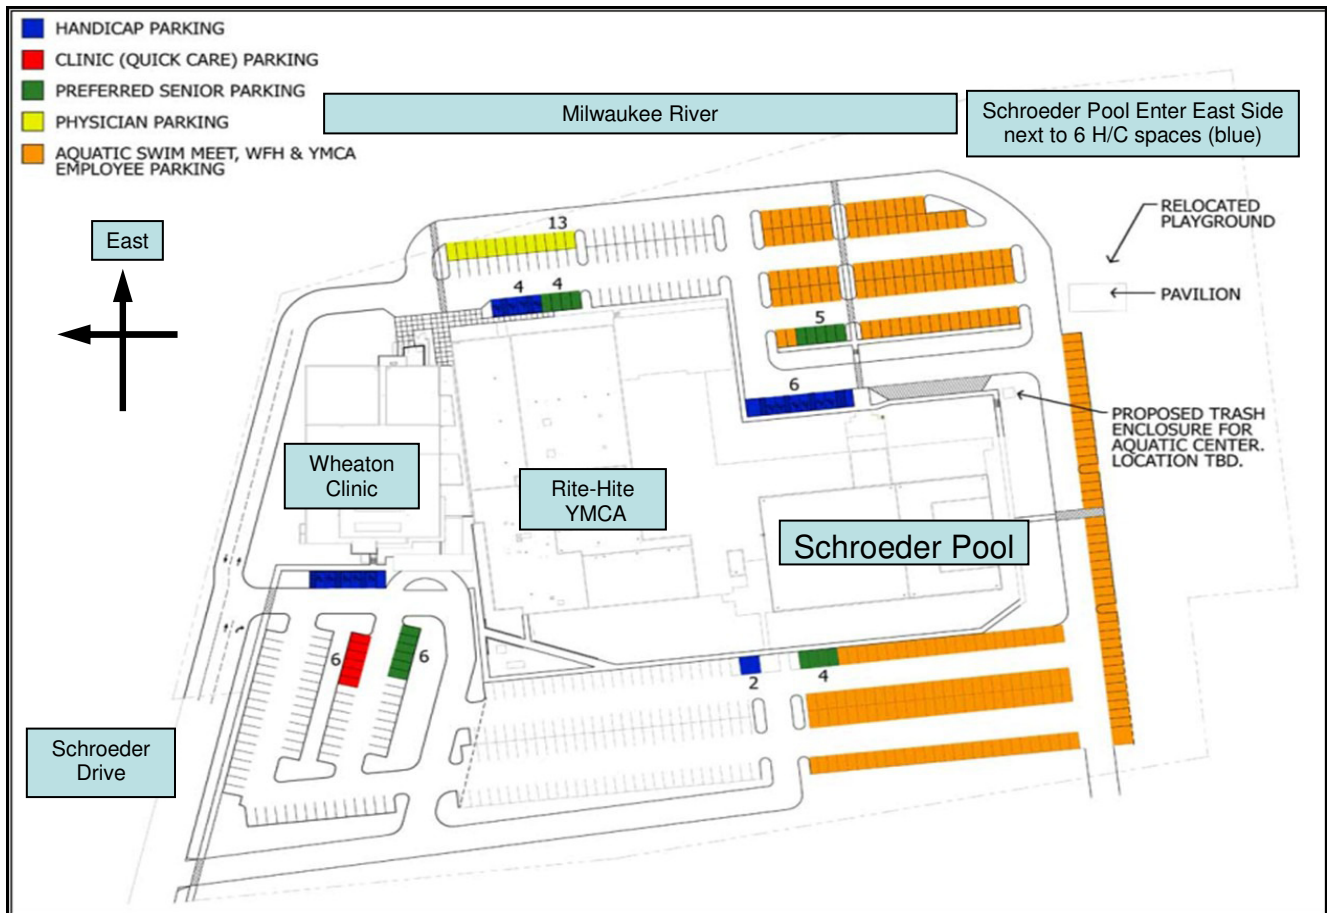 HANDICAP PARKING
CLINIC (QUICK CARE) PARKING
PREFERRED SENIOR PARKING
PHYSICIAN PARKING
AQUATIC SWIM MEET, WFH & YMCA
EMPLOYEE PARKING
Milwaukee River
Schroeder Pool Enter East Side
next to 6 H/C spaces (blue)
East
RELOCATED
PLAYGROUND
PAVILION
13
4
4
5
6
PROPOSED TRASH
ENCLOSURE FOR
AQUATIC CENTER.
LOCATION TBD.
Wheaton
Clinic
Rite-Hite
YMCA
Schroeder Pool
6
6
2
4
Schroeder
Drive